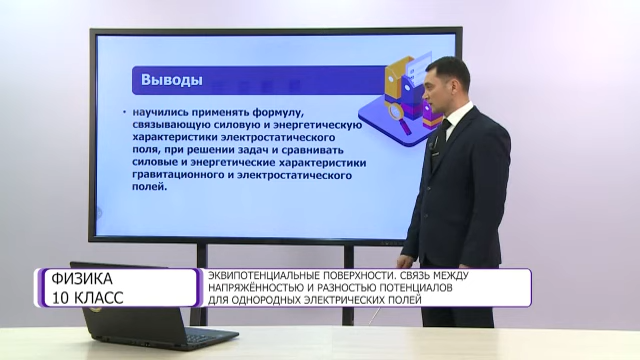 Выводы
• научились применять формулу,
связывающую силовую и энергетическую
характеристики электростатического
поля, при решении задач и сравнивать
силовые и энергетические характеристики
гравитационного и электростатического
полей.
ФИЗИКА
10 КЛАСС
ЭКВИПОТЕНЦИАЛЬНЫЕ ПОВЕРХНОСТИ. СВЯЗЬ МЕЖДУ
НАПРЯЖЁННОСТЬЮ И РАЗНОСТЬЮ ПОТЕНЦИАЛОВ
ДЛЯ ОДНОРОДНЫХ ЭЛЕКТРИЧЕСКИХ ПОЛЕЙ